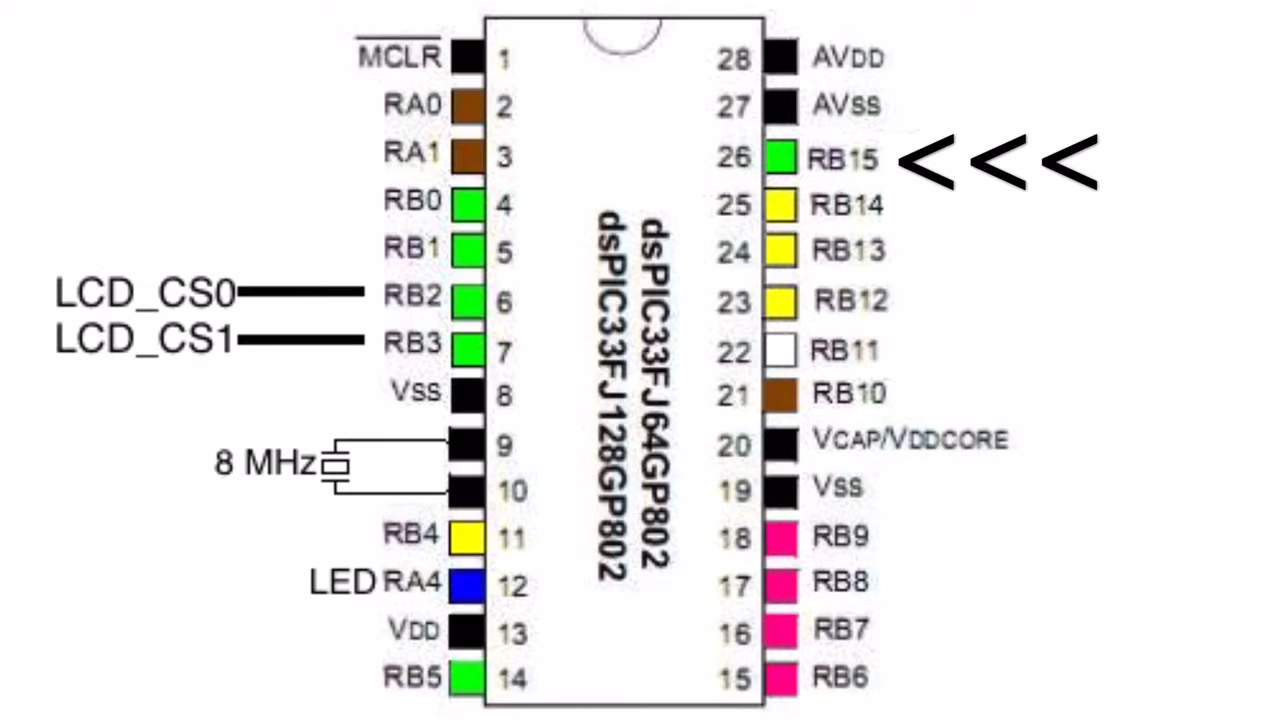 MCLR 1 28 AVDD
RA0 2 27 AVSS
RA1 3 26 RB15 <<<
RB0 4 25 RB14
RB1 5 24 RB13
LCD_CS0 RB2 6 23 RB12
LCD_CS1 RB3 7 22 RB11
VSS 8 21 RB10
9 20 VCAP/VDDCORE
8 MHz
10 19 VSS
RB4 11 18 RB9
LED RA4 12 17 RB8
VDD 13 16 RB7
RB5 14 15 RB6
dsPIC33FJ64GP802
dsPIC33FJ128GP802